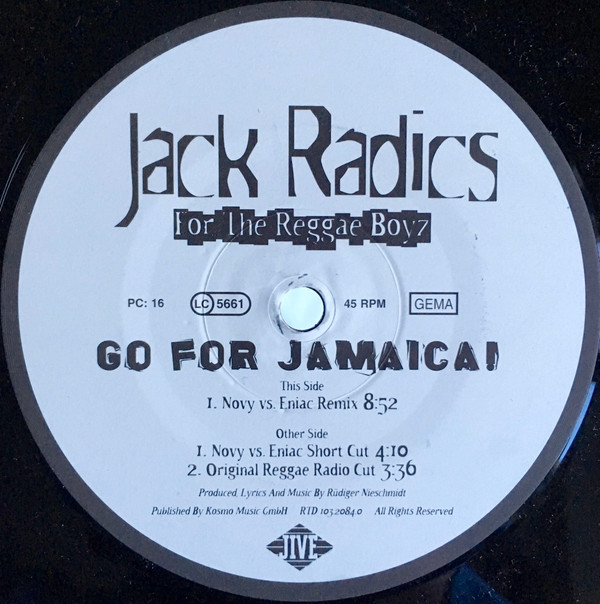 Jack Radics
For The Reggae Boyz
PC: 16 LC 5661 45 RPM GEMA
GO FOR JAMAICA!
This Side
1. Novy vs. Eniac Remix 8:52
Other Side
1. Novy vs. Eniac Short Cut 4:10
2. Original Reggae Radio Cut 3:36
Produced, Lyrics And Music By Rüdiger Nieschmidt
Published By Kosmo Music GmbH RTD 103.2084.0 All Rights Reserved
JIVE